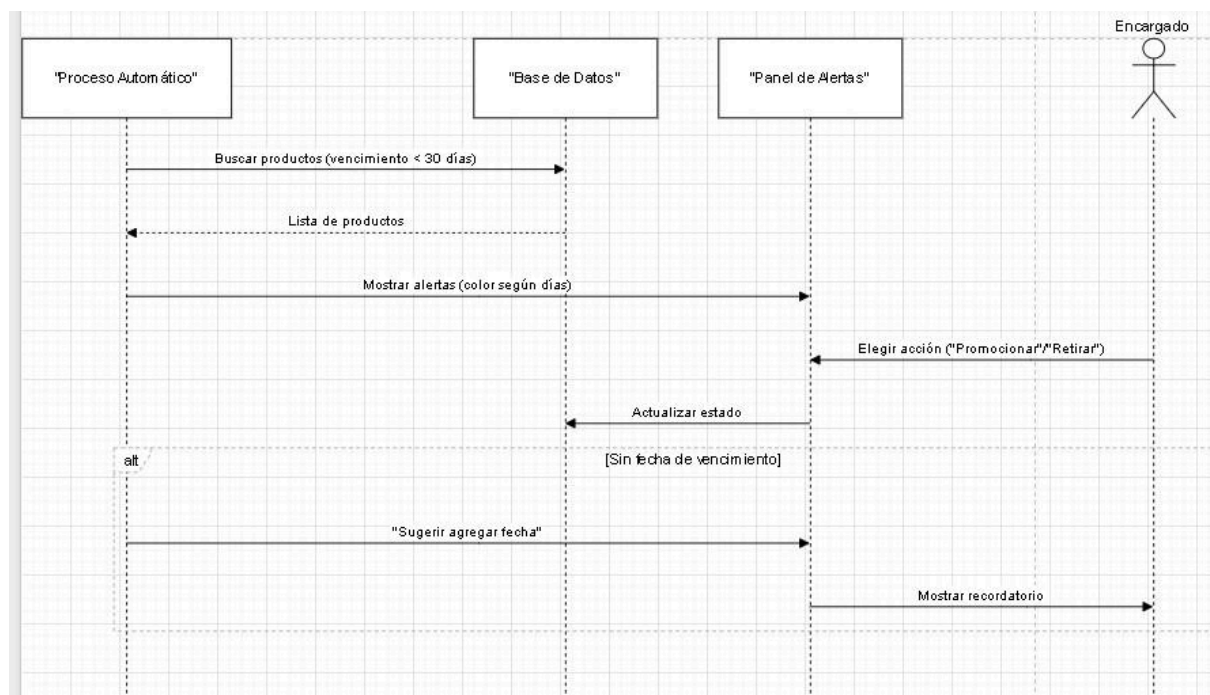 Encargado
"Proceso Automático"
"Base de Datos"
"Panel de Alertas"
Buscar productos (vencimiento < 30 días)
Lista de productos
Mostrar alertas (color según días)
Elegir acción ("Promocionar"/"Retirar")
Actualizar estado
alt
[Sin fecha de vencimiento]
"Sugerir agregar fecha"
Mostrar recordatorio